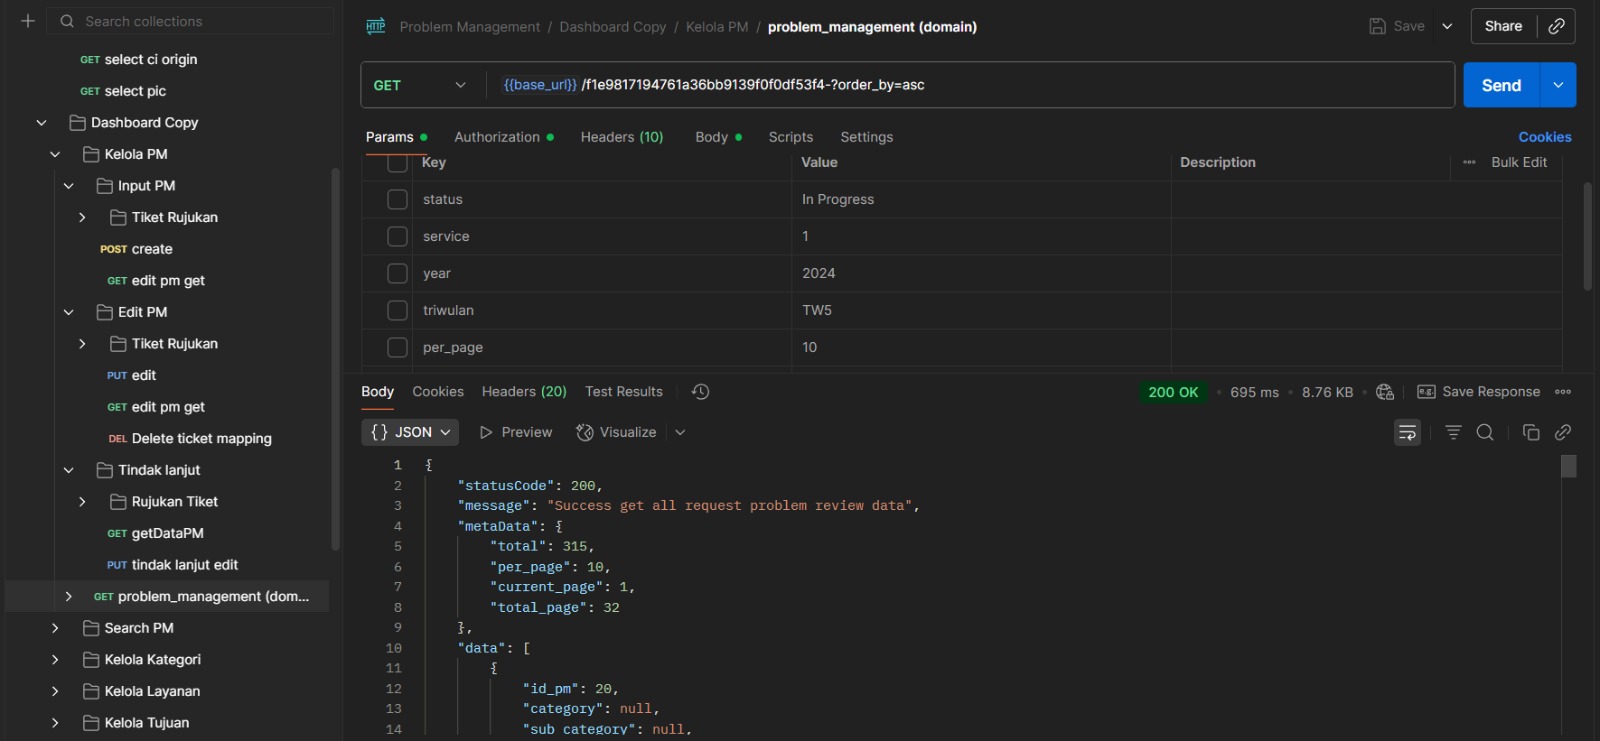 Search collections
GET select ci origin
GET select pic
Dashboard Copy
Kelola PM
Input PM
Tiket Rujukan
POST create
GET edit pm get
Edit PM
Tiket Rujukan
PUT edit
GET edit pm get
DEL Delete ticket mapping
Tindak lanjut
Rujukan Tiket
GET getDataPM
PUT tindak lanjut edit
GET problem_management (dom...
Search PM
Kelola Kategori
Kelola Layanan
Kelola Tujuan
HTTP Problem Management / Dashboard Copy / Kelola PM / problem_management (domain)
Save Share
GET {{base_url}} /f1e9817194761a36bb9139f0f0df53f4-?order_by=asc Send
Params Authorization Headers (10) Body Scripts Settings Cookies
Key Value Description Bulk Edit
status In Progress
service 1
year 2024
triwulan TW5
per_page 10
Body Cookies Headers (20) Test Results 200 OK 695 ms 8.76 KB e.g. Save Response
{} JSON Preview Visualize
1 {
2 "statusCode": 200,
3 "message": "Success get all request problem review data",
4 "metaData": {
5 "total": 315,
6 "per_page": 10,
7 "current_page": 1,
8 "total_page": 32
9 },
10 "data": [
11 {
12 "id_pm": 20,
13 "category": null,
14 "sub_category": null,